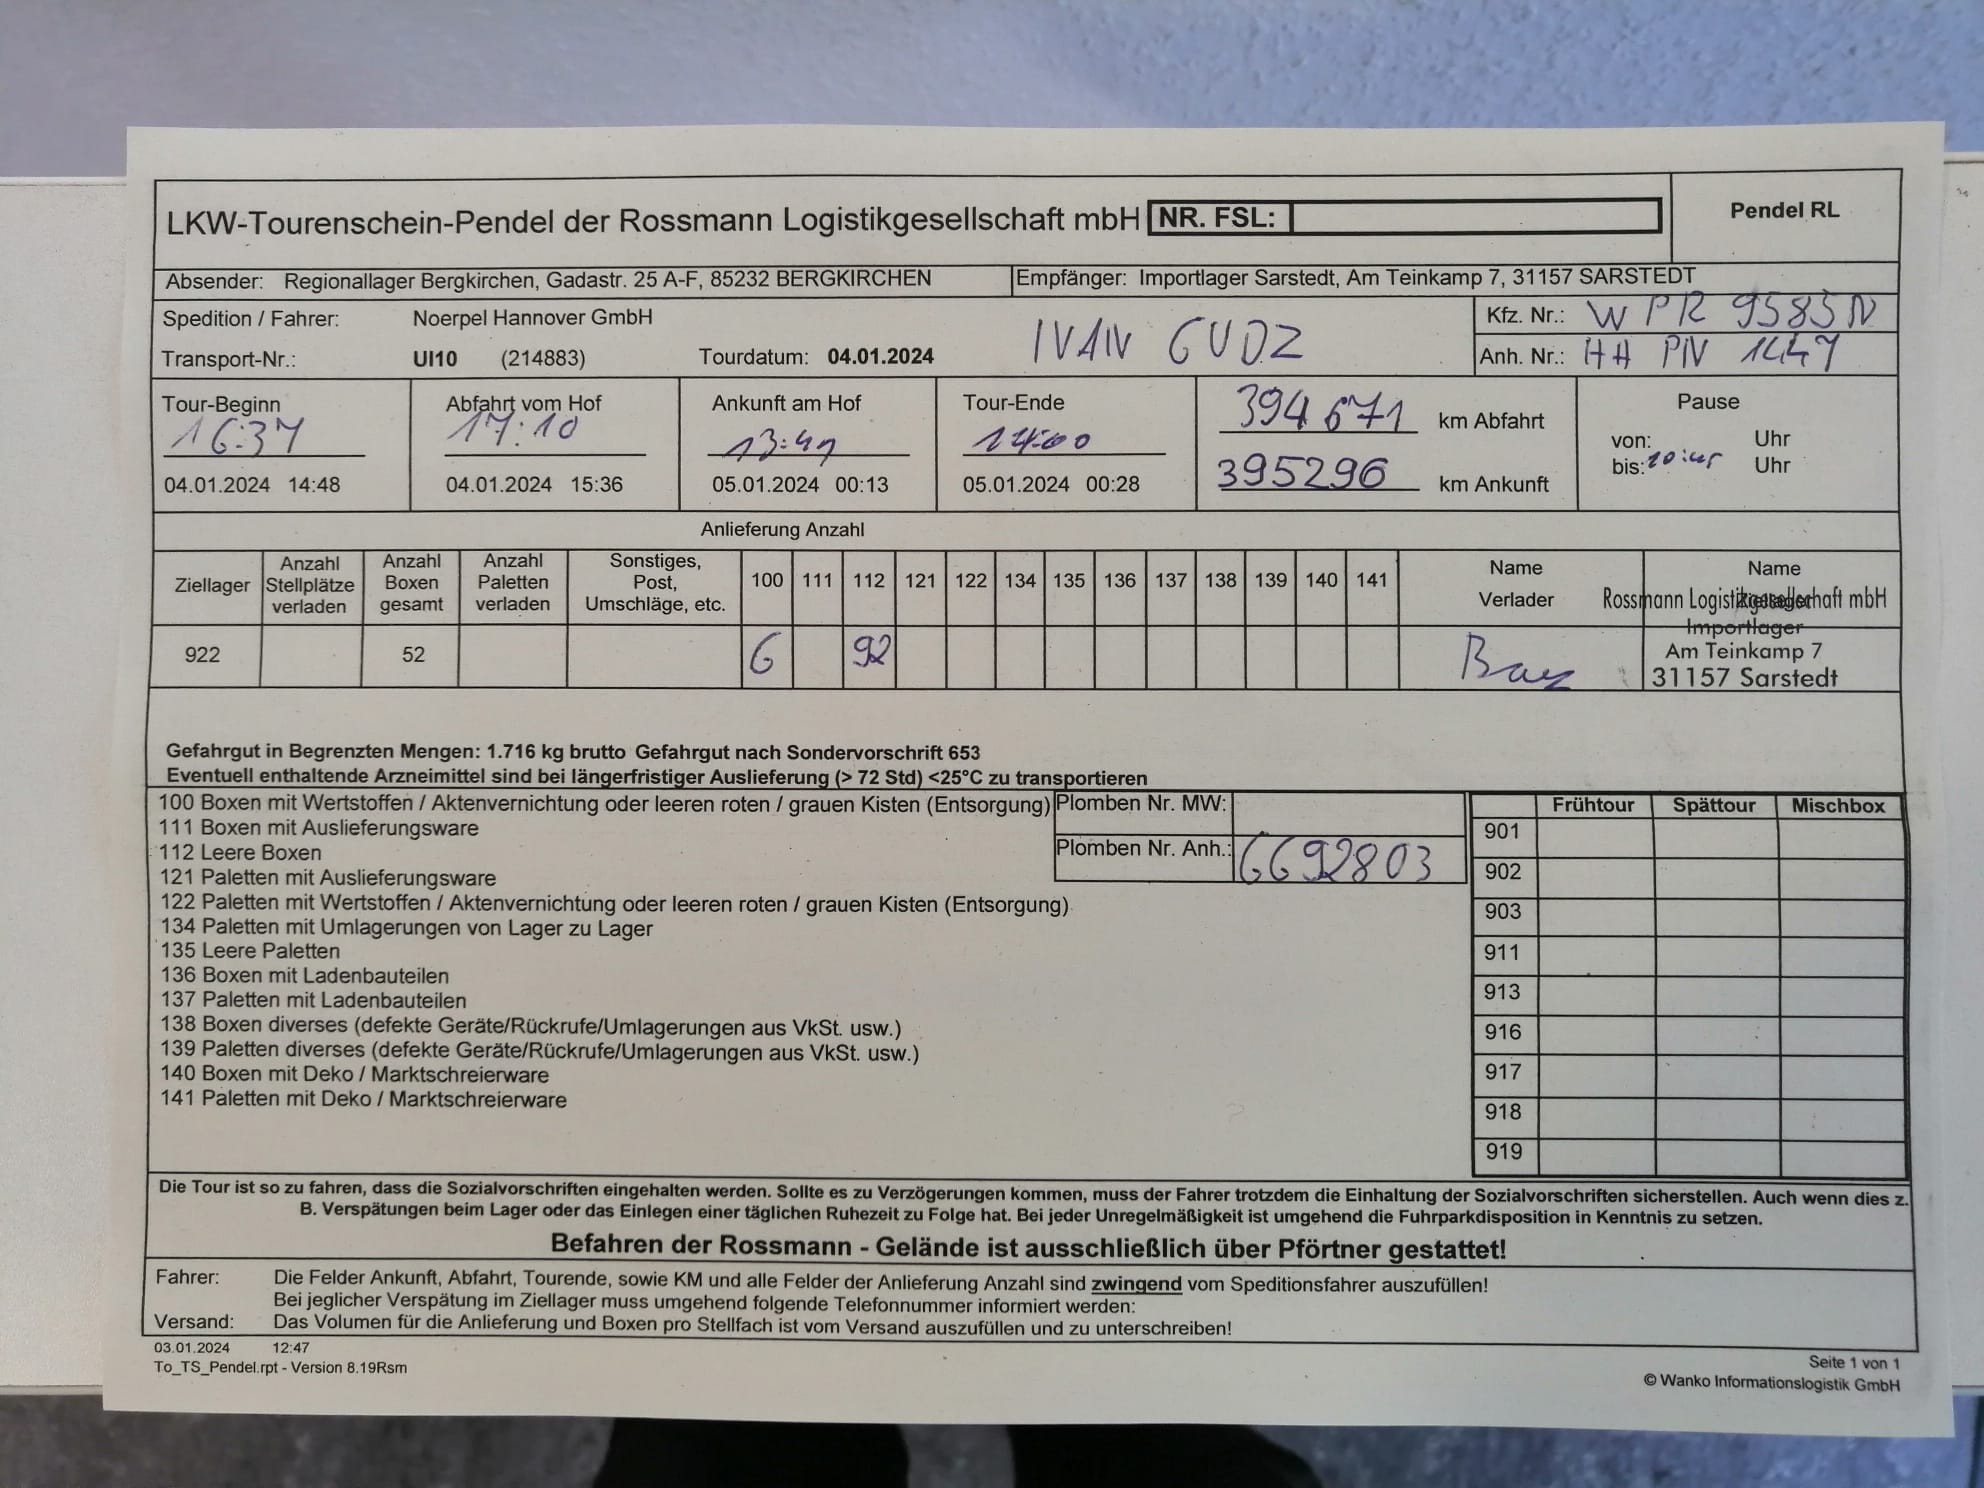 LKW-Tourenschein-Pendel der Rossmann Logistikgesellschaft mbH NR. FSL: Pendel RL
Absender: Regionallager Bergkirchen, Gadastr. 25 A-F, 85232 BERGKIRCHEN Empfänger: Importlager Sarstedt, Am Teinkamp 7, 31157 SARSTEDT
Spedition / Fahrer: Noerpel Hannover GmbH IVAN GUDZ Kfz. Nr.: WPR 9583N
Transport-Nr.: UI10 (214883) Tourdatum: 04.01.2024 Anh. Nr.: HA PN 1447
Tour-Beginn Abfahrt vom Hof Ankunft am Hof Tour-Ende 394671 km Abfahrt Pause
16:37 17:10 13:41 14:00 von: Uhr
04.01.2024 14:48 04.01.2024 15:36 05.01.2024 00:13 05.01.2024 00:28 395296 km Ankunft bis: Uhr
Anlieferung Anzahl
Ziellager Anzahl Stellplätze verladen Anzahl Boxen gesamt Anzahl Paletten verladen Sonstiges, Post, Umschläge, etc. 100 111 112 121 122 134 135 136 137 138 139 140 141 Name Verlader Name Ziellager
Rossmann Logistikgesellschaft mbH
Importlager
Am Teinkamp 7
31157 Sarstedt
922 52 6 92
Gefahrgut in Begrenzten Mengen: 1.716 kg brutto Gefahrgut nach Sondervorschrift 653
Eventuell enthaltende Arzneimittel sind bei längerfristiger Auslieferung (> 72 Std) <25°C zu transportieren
100 Boxen mit Wertstoffen / Aktenvernichtung oder leeren roten / grauen Kisten (Entsorgung)
111 Boxen mit Auslieferungsware
112 Leere Boxen
121 Paletten mit Auslieferungsware
122 Paletten mit Wertstoffen / Aktenvernichtung oder leeren roten / grauen Kisten (Entsorgung)
134 Paletten mit Umlagerungen von Lager zu Lager
135 Leere Paletten
136 Boxen mit Ladenbauteilen
137 Paletten mit Ladenbauteilen
138 Boxen diverses (defekte Geräte/Rückrufe/Umlagerungen aus VkSt. usw.)
139 Paletten diverses (defekte Geräte/Rückrufe/Umlagerungen aus VkSt. usw.)
140 Boxen mit Deko / Marktschreierware
141 Paletten mit Deko / Marktschreierware
Plomben Nr. MW:
Plomben Nr. Anh.: 6692803
Frühtour Spättour Mischbox
901
902
903
911
913
916
917
918
919
Die Tour ist so zu fahren, dass die Sozialvorschriften eingehalten werden. Sollte es zu Verzögerungen kommen, muss der Fahrer trotzdem die Einhaltung der Sozialvorschriften sicherstellen. Auch wenn dies z.
B. Verspätungen beim Lager oder das Einlegen einer täglichen Ruhezeit zu Folge hat. Bei jeder Unregelmäßigkeit ist umgehend die Fuhrparkdisposition in Kenntnis zu setzen.
Befahren der Rossmann - Gelände ist ausschließlich über Pförtner gestattet!
Fahrer: Die Felder Ankunft, Abfahrt, Tourende, sowie KM und alle Felder der Anlieferung Anzahl sind zwingend vom Speditionsfahrer auszufüllen!
Bei jeglicher Verspätung im Ziellager muss umgehend folgende Telefonnummer informiert werden:
Versand: Das Volumen für die Anlieferung und Boxen pro Stellfach ist vom Versand auszufüllen und zu unterschreiben!
03.01.2024 12:47
To_TS_Pendel.rpt - Version 8.19Rsm
Seite 1 von 1
© Wanko Informationslogistik GmbH